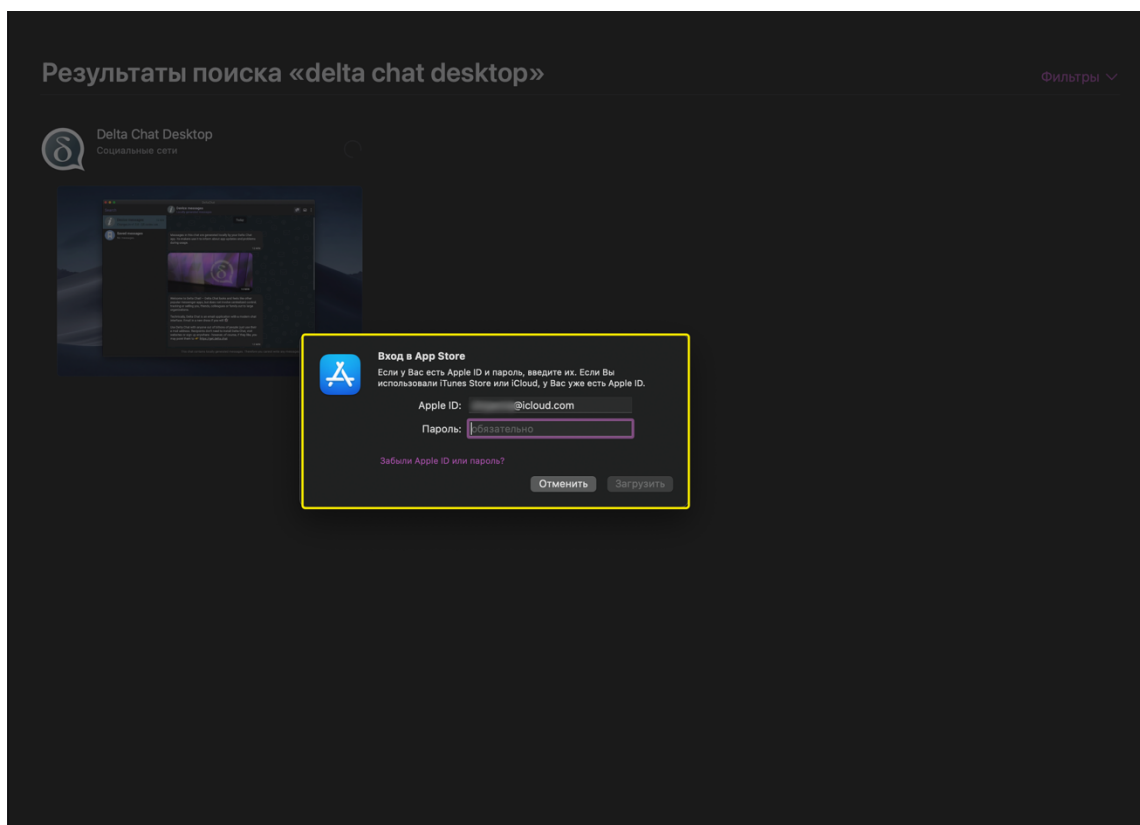 Результаты поиска «delta chat desktop»
Фильтры
Delta Chat Desktop
Социальные сети
Вход в App Store
Если у Вас есть Apple ID и пароль, введите их. Если Вы
использовали iTunes Store или iCloud, у Вас уже есть Apple ID.
Apple ID: @icloud.com
Пароль: обязательно
Забыли Apple ID или пароль?
Отменить Загрузить